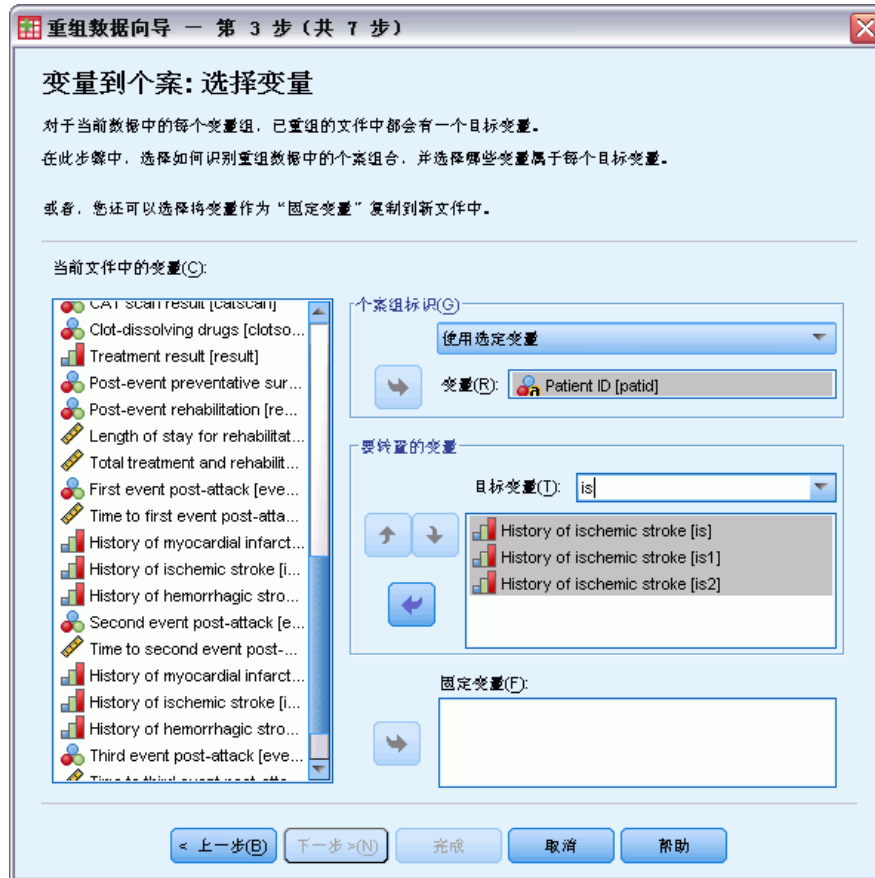 重组数据向导 — 第 3 步(共 7 步)
变量到个案: 选择变量
对于当前数据中的每个变量组，已重组的文件中都会有一个目标变量。
在此步骤中，选择如何识别重组数据中的个案组合，并选择哪些变量属于每个目标变量。
或者，您还可以选择将变量作为“固定变量”复制到新文件中。
当前文件中的变量(C):
CAT scan result [catscan]
Clot-dissolving drugs [clotso...
Treatment result [result]
Post-event preventative sur...
Post-event rehabilitation [re...
Length of stay for rehabilitat...
Total treatment and rehabilit...
First event post-attack [eve...
Time to first event post-atta...
History of myocardial infarct...
History of ischemic stroke [i...
History of hemorrhagic stro...
Second event post-attack [e...
Time to second event post-...
History of myocardial infarct...
History of ischemic stroke [i...
History of hemorrhagic stro...
Third event post-attack [eve...
Time to third event post-atta...
个案组标识(G)
使用选定变量
变量(R): Patient ID [patid]
要转置的变量
目标变量(T): is
History of ischemic stroke [is]
History of ischemic stroke [is1]
History of ischemic stroke [is2]
固定变量(F):
< 上一步(B) 下一步 >(N) 完成 取消 帮助